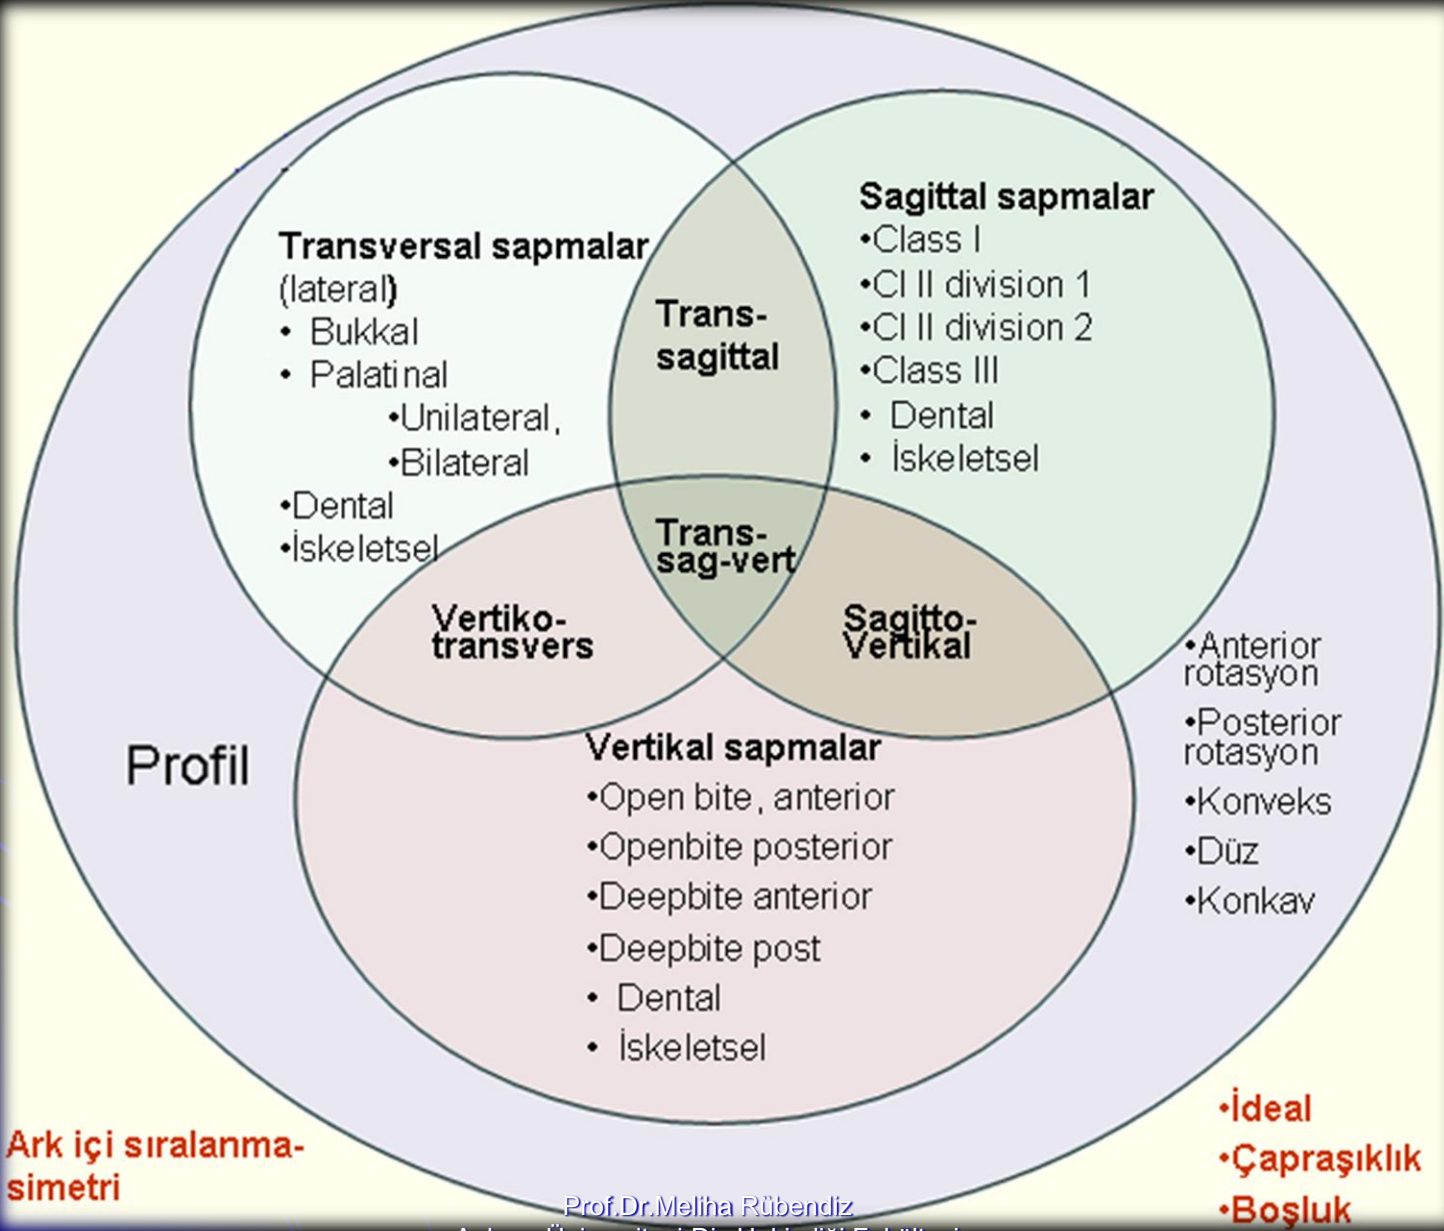 Transversal sapmalar
(lateral)
• Bukkal
• Palatinal
•Unilateral,
•Bilateral
•Dental
•İskeletsel
Trans-
sagittal
Sagittal sapmalar
•Class I
•Cl II division 1
•Cl II division 2
•Class III
• Dental
• İskeletsel
Trans-
sag-vert
Vertiko-
transvers
Sagitto-
Vertikal
Vertikal sapmalar
•Open bite, anterior
•Openbite posterior
•Deepbite anterior
•Deepbite post
• Dental
• İskeletsel
Profil
•Anterior
rotasyon
•Posterior
rotasyon
•Konveks
•Düz
•Konkav
Ark içi sıralanma-
simetri
•İdeal
•Çapraşıklık
•Boşluk
Prof.Dr.Meliha Rübendiz